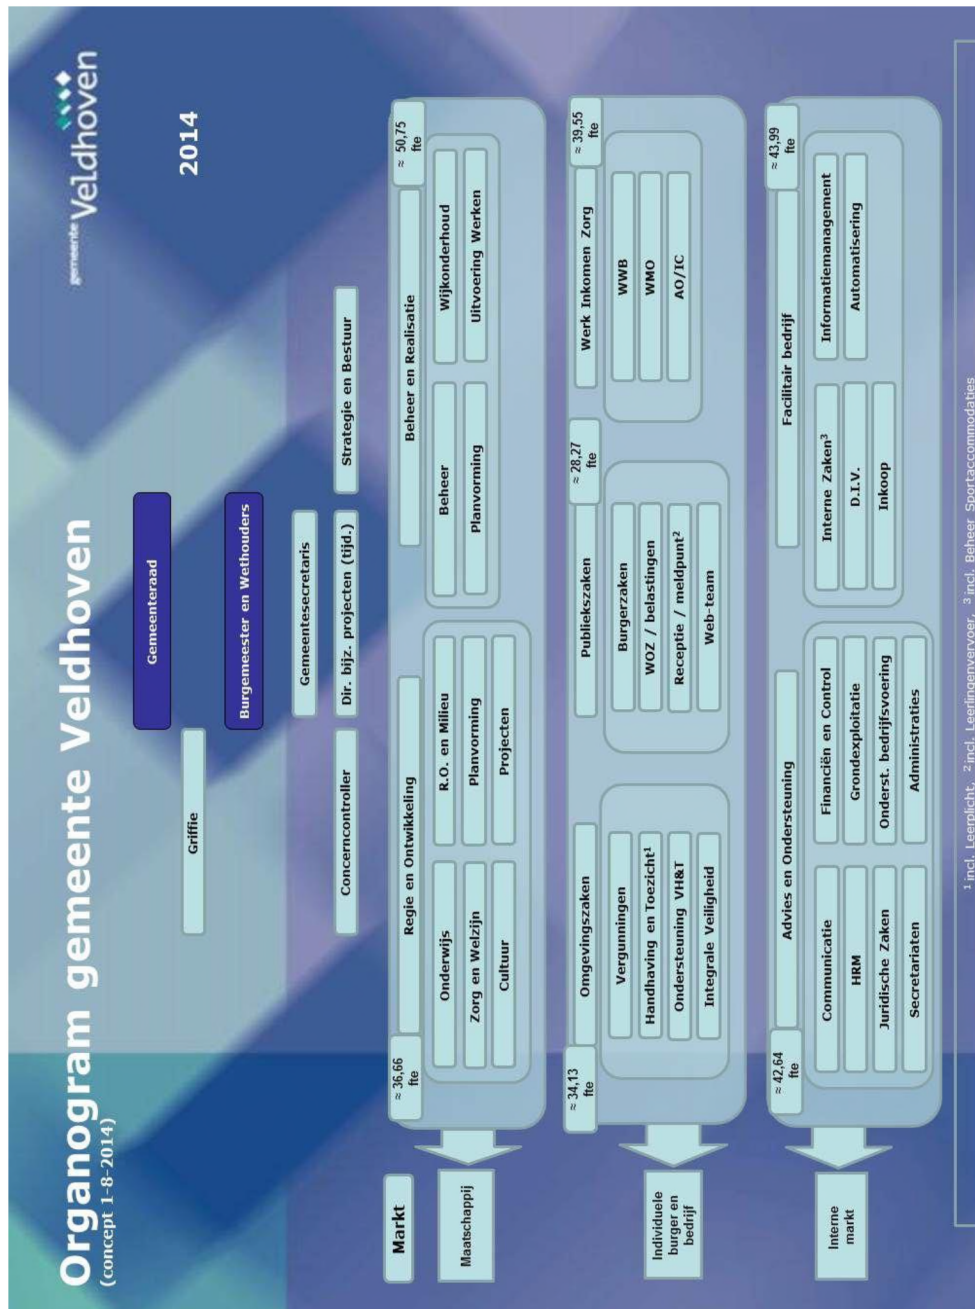 Organogram gemeente Veldhoven
(concept 1-8-2014)
gemeente Veldhoven
2014
Gemeenteraad
Griffie
Burgemeester en Wethouders
Gemeentesecretaris
Concerncontroller
Dir. bijz. projecten (tijd.)
Strategie en Bestuur
Markt
Maatschappij
≈ 36,66
fte
Regie en Ontwikkeling
Onderwijs
Zorg en Welzijn
Cultuur
R.O. en Milieu
Planvorming
Projecten
Beheer en Realisatie
≈ 50,75
fte
Beheer
Planvorming
Wijkonderhoud
Uitvoering Werken
Individuele
burger en
bedrijf
≈ 34,13
fte
Omgevingszaken
Vergunningen
Handhaving en Toezicht¹
Ondersteuning VH&T
Integrale Veiligheid
Publiekszaken
≈ 28,27
fte
Burgerzaken
WOZ / belastingen
Receptie / meldpunt²
Web-team
Werk Inkomen Zorg
≈ 39,55
fte
WWB
WMO
AO/IC
Interne
markt
≈ 42,64
fte
Advies en Ondersteuning
Communicatie
HRM
Juridische Zaken
Secretariaten
Financiën en Control
Grondexploitatie
Onderst. bedrijfsvoering
Administraties
Facilitair bedrijf
≈ 43,99
fte
Interne Zaken³
D.I.V.
Inkoop
Informatiemanagement
Automatisering
¹ incl. Leerplicht, ² incl. Leerlingenvervoer, ³ incl. Beheer Sportaccommodaties